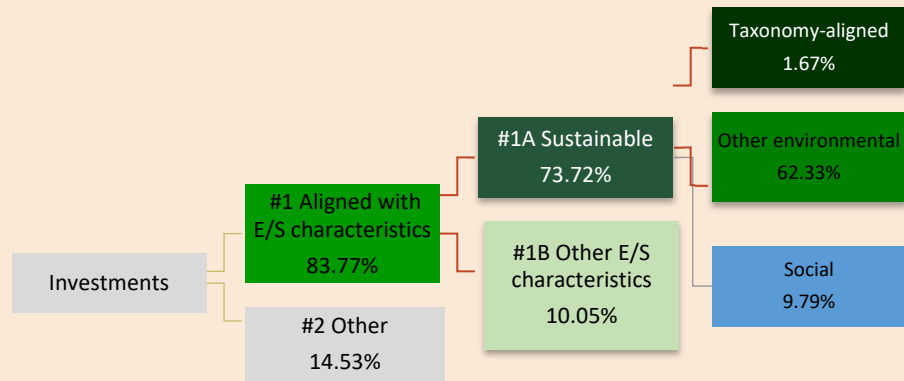 Investments
#1 Aligned with
E/S characteristics
83.77%
#2 Other
14.53%
#1A Sustainable
73.72%
#1B Other E/S
characteristics
10.05%
Taxonomy-aligned
1.67%
Other environmental
62.33%
Social
9.79%